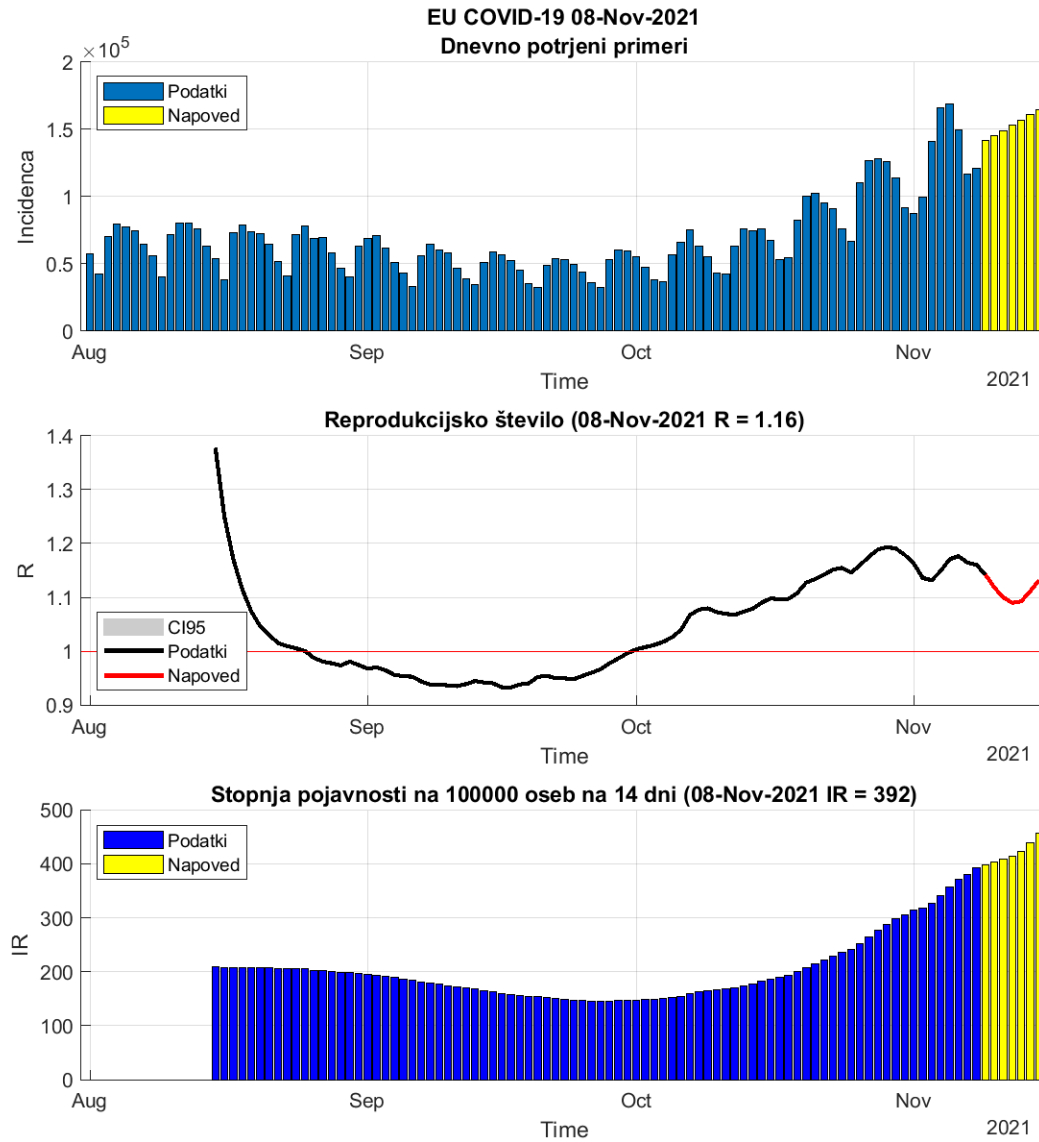 EU COVID-19 08-Nov-2021
Dnevno potrjeni primeri
×10⁵
2
1.5
1
0.5
0
Incidenca
Podatki
Napoved
Aug
Sep
Oct
Nov
Time
2021
Reprodukcijsko število (08-Nov-2021 R = 1.16)
1.4
1.3
1.2
1.1
1
0.9
R
CI95
Podatki
Napoved
Aug
Sep
Oct
Nov
Time
2021
Stopnja pojavnosti na 100000 oseb na 14 dni (08-Nov-2021 IR = 392)
500
400
300
200
100
0
IR
Podatki
Napoved
Aug
Sep
Oct
Nov
Time
2021